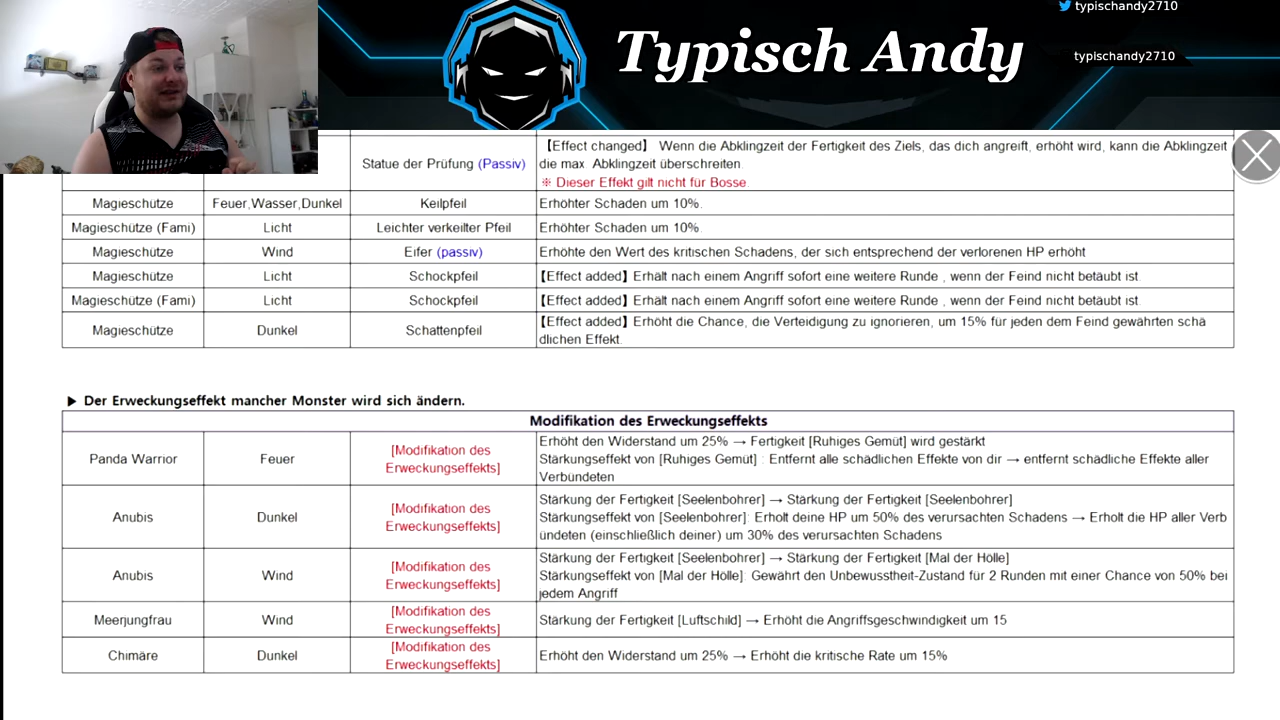 typischandy2710
Typisch Andy
typischandy2710
Statue der Prüfung (Passiv)
【Effect changed】 Wenn die Abklingzeit der Fertigkeit des Ziels, das dich angreift, erhöht wird, kann die Abklingzeit
die max. Abklingzeit überschreiten.
※ Dieser Effekt gilt nicht für Bosse.
Magieschütze Feuer,Wasser,Dunkel Keilpfeil Erhöhter Schaden um 10%.
Magieschütze (Fami) Licht Leichter verkeilter Pfeil Erhöhter Schaden um 10%.
Magieschütze Wind Eifer (passiv) Erhöhte den Wert des kritischen Schadens, der sich entsprechend der verlorenen HP erhöht
Magieschütze Licht Schockpfeil 【Effect added】 Erhält nach einem Angriff sofort eine weitere Runde , wenn der Feind nicht betäubt ist.
Magieschütze (Fami) Licht Schockpfeil 【Effect added】 Erhält nach einem Angriff sofort eine weitere Runde , wenn der Feind nicht betäubt ist.
Magieschütze Dunkel Schattenpfeil 【Effect added】 Erhöht die Chance, die Verteidigung zu ignorieren, um 15% für jeden dem Feind gewährten schä
dlichen Effekt.
▶ Der Erweckungseffekt mancher Monster wird sich ändern.
Modifikation des Erweckungseffekts
Panda Warrior Feuer [Modifikation des
Erweckungseffekts]
Erhöht den Widerstand um 25% → Fertigkeit [Ruhiges Gemüt] wird gestärkt
Stärkungseffekt von [Ruhiges Gemüt] : Entfernt alle schädlichen Effekte von dir → entfernt schädliche Effekte aller
Verbündeten
Anubis Dunkel [Modifikation des
Erweckungseffekts]
Stärkung der Fertigkeit [Seelenbohrer] → Stärkung der Fertigkeit [Seelenbohrer]
Stärkungseffekt von [Seelenbohrer]: Erholt deine HP um 50% des verursachten Schadens → Erholt die HP aller Verb
ündeten (einschließlich deiner) um 30% des verursachten Schadens
Anubis Wind [Modifikation des
Erweckungseffekts]
Stärkung der Fertigkeit [Seelenbohrer] → Stärkung der Fertigkeit [Mal der Hölle]
Stärkungseffekt von [Mal der Hölle]: Gewährt den Unbewusstheit-Zustand für 2 Runden mit einer Chance von 50% bei
jedem Angriff
Meerjungfrau Wind [Modifikation des
Erweckungseffekts]
Stärkung der Fertigkeit [Luftschild] → Erhöht die Angriffsgeschwindigkeit um 15
Chimäre Dunkel [Modifikation des
Erweckungseffekts]
Erhöht den Widerstand um 25% → Erhöht die kritische Rate um 15%